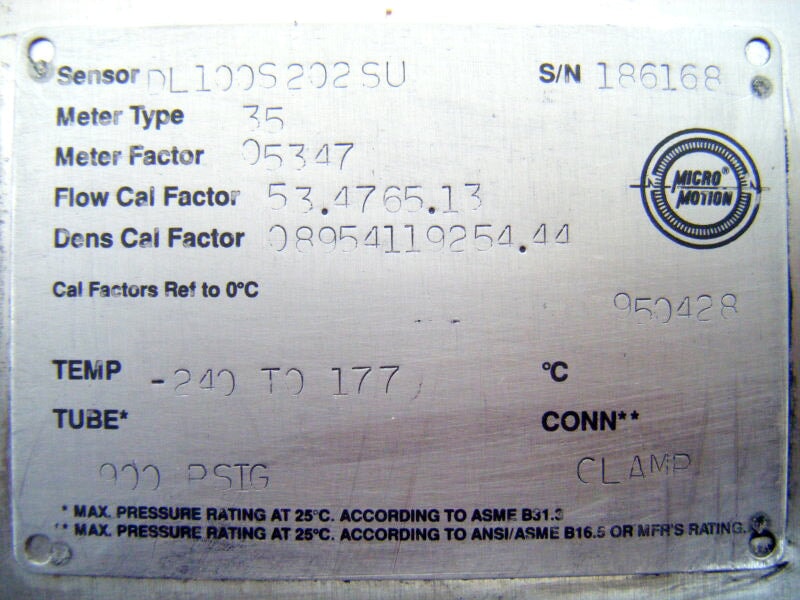 Sensor DL100S202SU S/N 186168
Meter Type 35
Meter Factor 05347
MICRO® MOTION
Flow Cal Factor 53.4765.13
Dens Cal Factor 08954119254.44
Cal Factors Ref to 0°C
950428
TEMP -240 TO 177 °C
TUBE* CONN**
900 PSIG CLAMP
* MAX. PRESSURE RATING AT 25°C. ACCORDING TO ASME B31.3
** MAX. PRESSURE RATING AT 25°C. ACCORDING TO ANSI/ASME B16.5 OR MFR'S RATING.